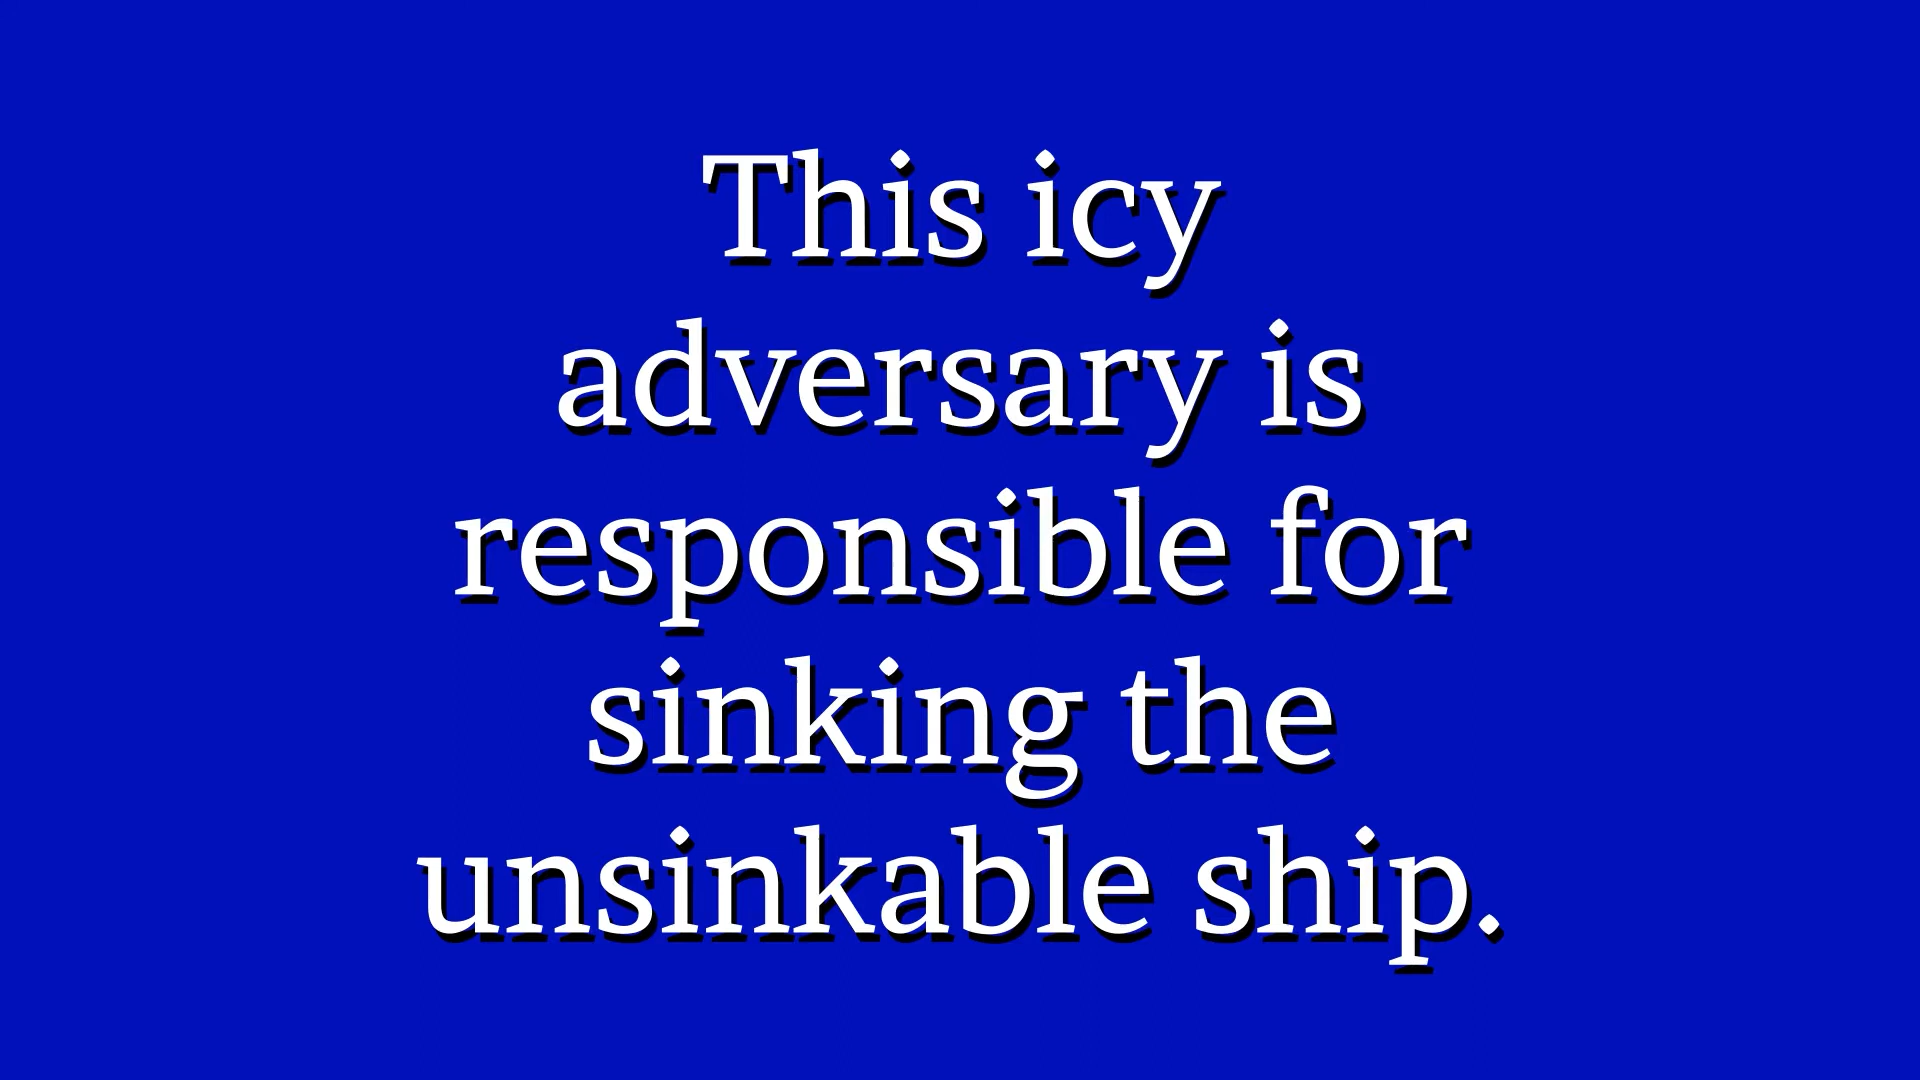 This icy
adversary is
responsible for
sinking the
unsinkable ship.